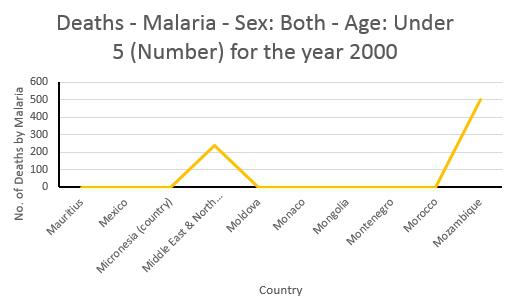 Deaths - Malaria - Sex: Both - Age: Under
5 (Number) for the year 2000
No. of Deaths by Malaria
600
500
400
300
200
100
0
Mauritius
Mexico
Micronesia (country)
Middle East & North...
Moldova
Monaco
Mongolia
Montenegro
Morocco
Mozambique
Country